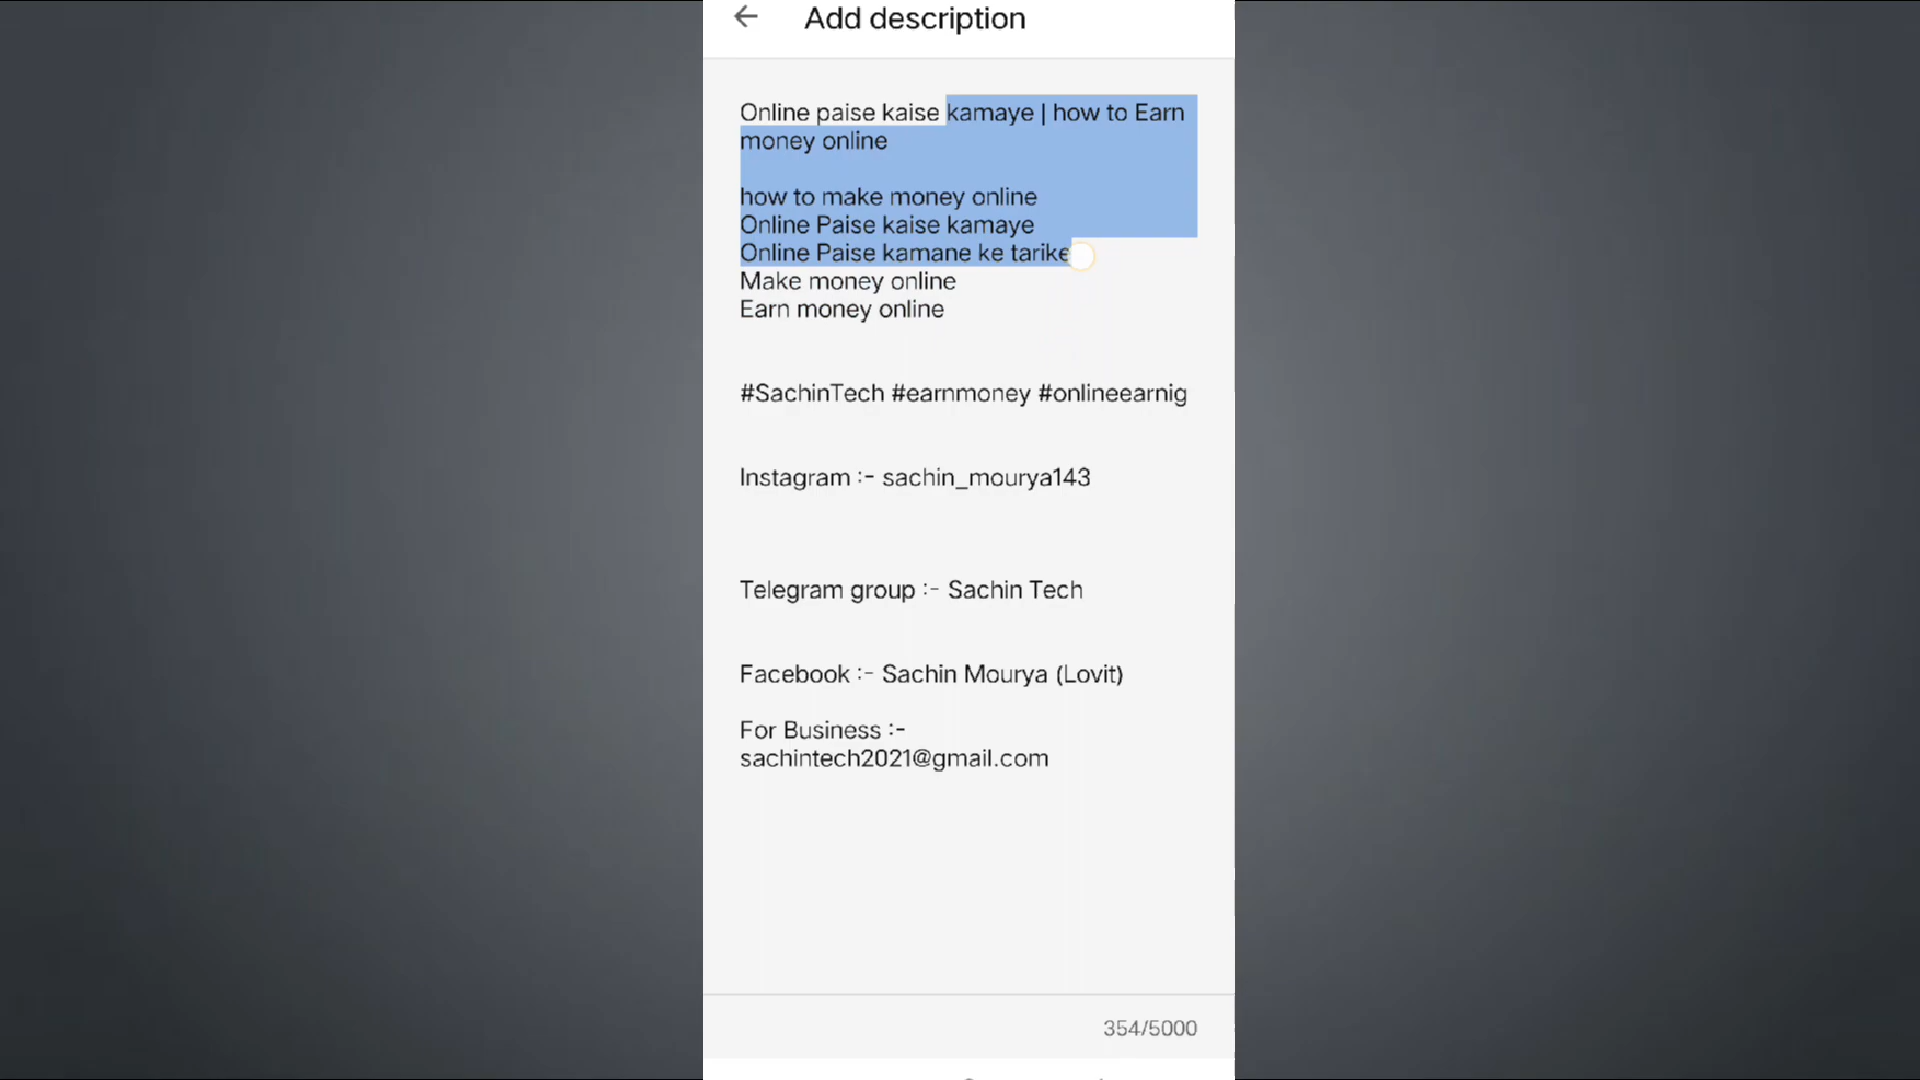 Add description
Online paise kaise kamaye | how to Earn
money online
how to make money online
Online Paise kaise kamaye
Online Paise kamane ke tarike
Make money online
Earn money online
#SachinTech #earnmoney #onlineearnig
Instagram :- sachin_mourya143
Telegram group :- Sachin Tech
Facebook :- Sachin Mourya (Lovit)
For Business :-
sachintech2021@gmail.com
354/5000